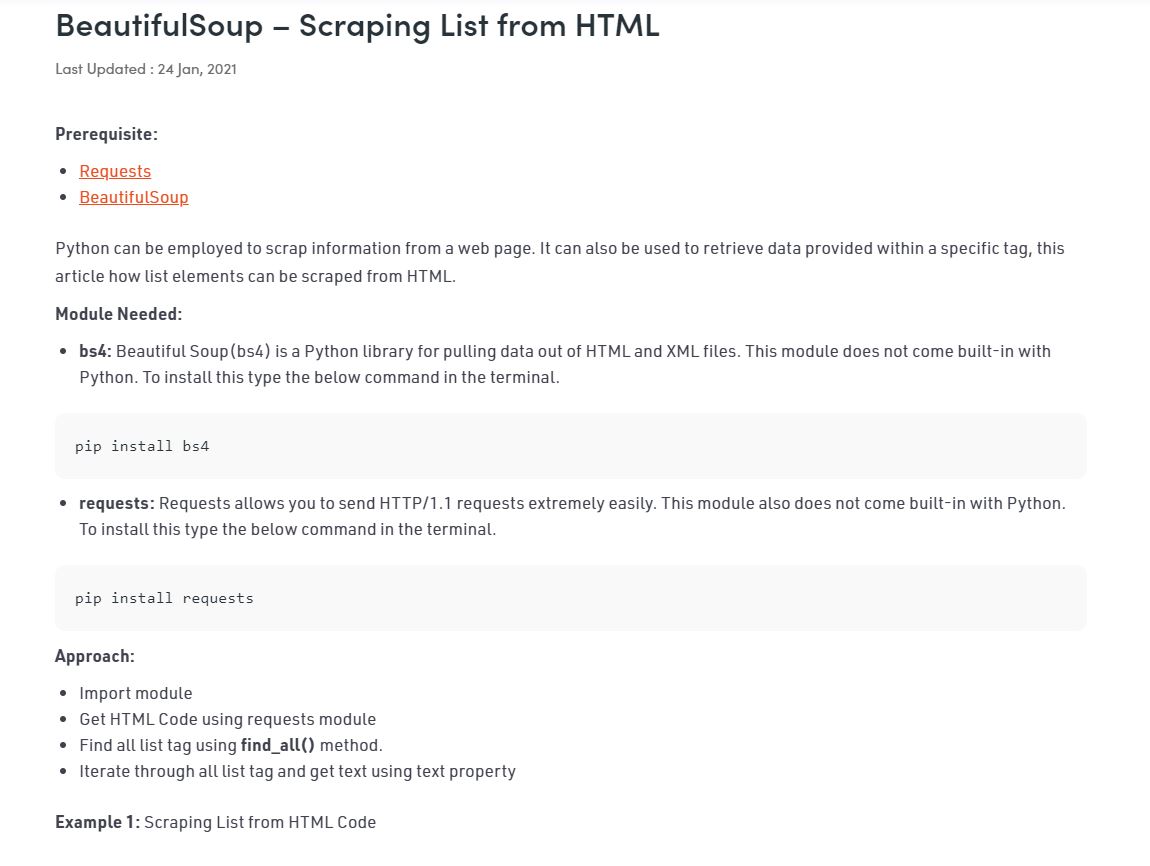 BeautifulSoup – Scraping List from HTML
Last Updated : 24 Jan, 2021
Prerequisite:
Requests
BeautifulSoup
Python can be employed to scrap information from a web page. It can also be used to retrieve data provided within a specific tag, this
article how list elements can be scraped from HTML.
Module Needed:
bs4: Beautiful Soup(bs4) is a Python library for pulling data out of HTML and XML files. This module does not come built-in with
Python. To install this type the below command in the terminal.
pip install bs4
requests: Requests allows you to send HTTP/1.1 requests extremely easily. This module also does not come built-in with Python.
To install this type the below command in the terminal.
pip install requests
Approach:
Import module
Get HTML Code using requests module
Find all list tag using find_all() method.
Iterate through all list tag and get text using text property
Example 1: Scraping List from HTML Code